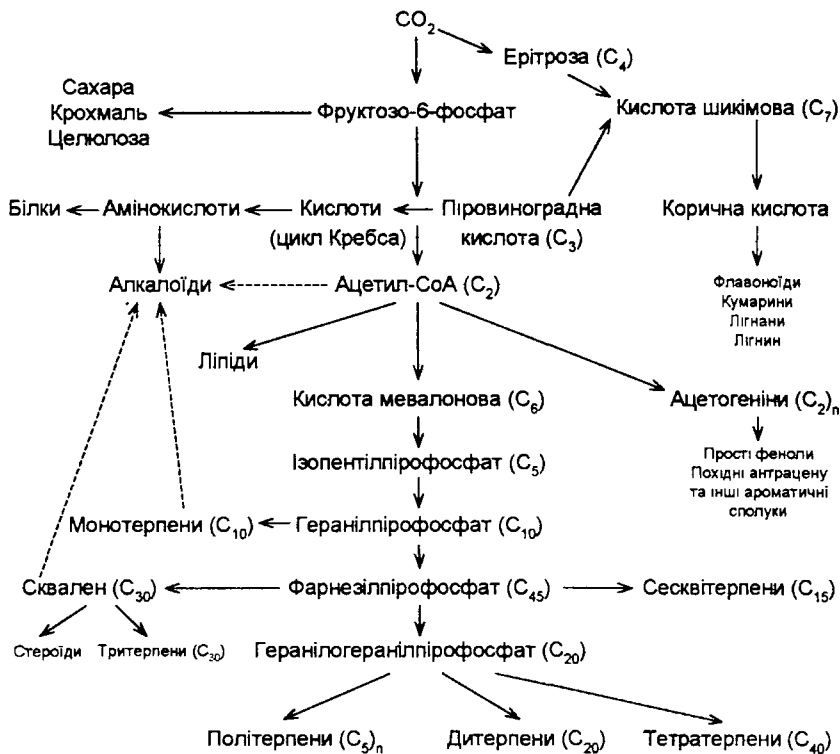 CO₂
Ерітроза (C₄)
Сахара
Крохмаль
Целюлоза
Фруктозо-6-фосфат
Кислота шикімова (C₇)
Білки
Амінокислоти
Кислоти
(цикл Кребса)
Піровиноградна
кислота (C₃)
Корична кислота
Алкалоїди
Ацетил-CoA (C₂)
Флавоноїди
Кумарини
Лігнани
Лігнин
Ліпіди
Кислота мевалонова (C₆)
Ацетогеніни (C₂)ₙ
Ізопентілпірофосфат (C₅)
Прості феноли
Похідні антрацену
та інші ароматичні
сполуки
Монотерпени (C₁₀)
Геранілпірофосфат (C₁₀)
Сквален (C₃₀)
Фарнезілпірофосфат (C₄₅)
Сесквітерпени (C₁₅)
Стероїди
Тритерпени (C₃₀)
Геранілогеранілпірофосфат (C₂₀)
Політерпени (C₅)ₙ
Дитерпени (C₂₀)
Тетратерпени (C₄₀)